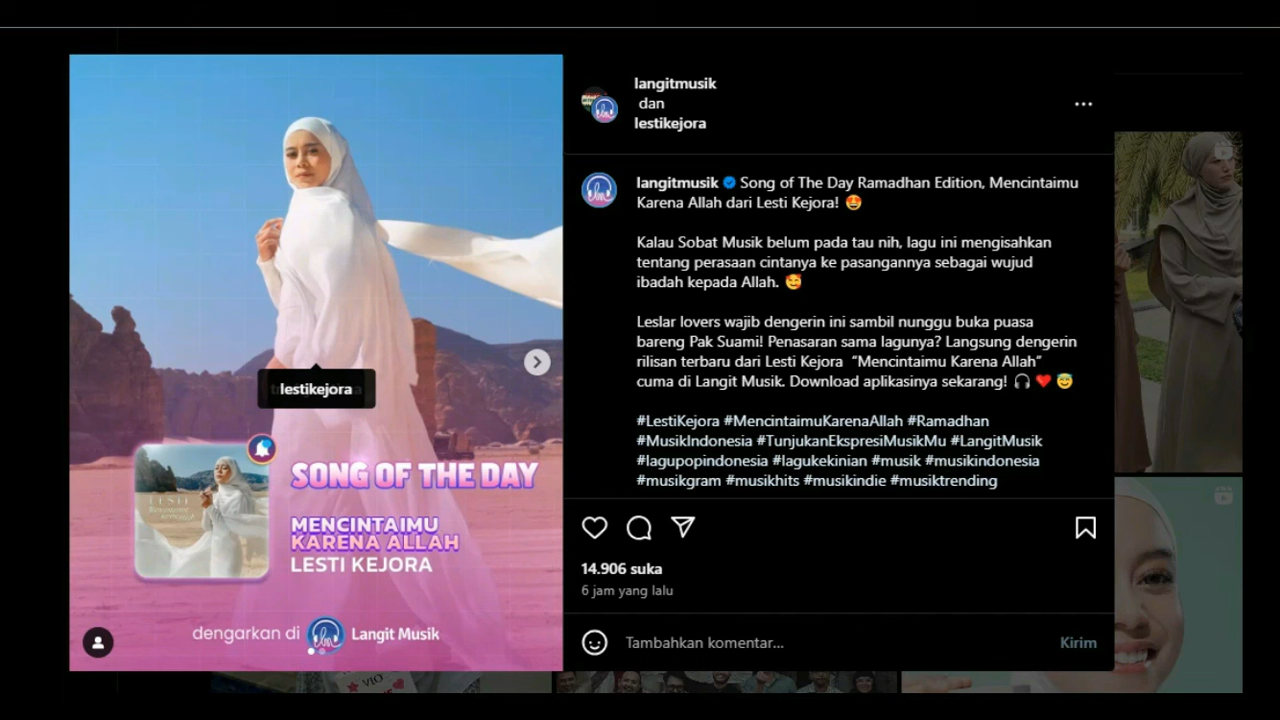 langitmusik
dan
lestikejora
langitmusik Song of The Day Ramadhan Edition, Mencintaimu
Karena Allah dari Lesti Kejora! 😍
Kalau Sobat Musik belum pada tau nih, lagu ini mengisahkan
tentang perasaan cintanya ke pasangannya sebagai wujud
ibadah kepada Allah. 🥰
Leslar lovers wajib dengerin ini sambil nunggu buka puasa
bareng Pak Suami! Penasaran sama lagunya? Langsung dengerin
rilisan terbaru dari Lesti Kejora “Mencintaimu Karena Allah”
cuma di Langit Musik. Download aplikasinya sekarang! 🎧 ❤️ 😇
#LestiKejora #MencintaimuKarenaAllah #Ramadhan
#MusikIndonesia #TunjukanEkspresiMusikMu #LangitMusik
#lagupopindonesia #lagukekinian #musik #musikindonesia
#musikgram #musikhits #musikindie #musiktrending
14.906 suka
6 jam yang lalu
Tambahkan komentar...
Kirim
lestikejora
LESTI
SONG OF THE DAY
MENCINTAIMU
KARENA ALLAH
LESTI KEJORA
dengarkan di lm Langit Musik